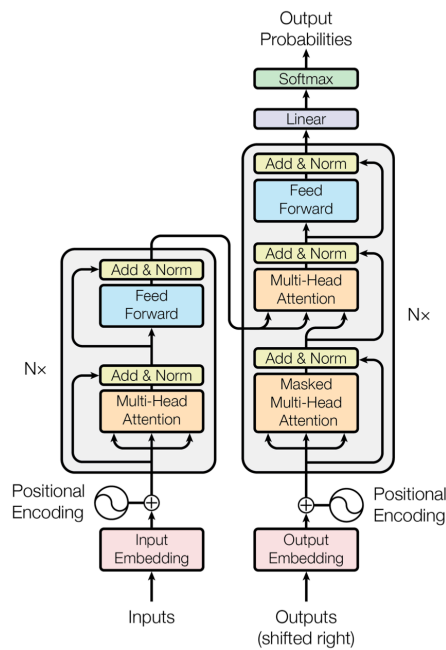 Output
Probabilities
Softmax
Linear
Add & Norm
Feed
Forward
Add & Norm
Multi-Head
Attention
Add & Norm
Masked
Multi-Head
Attention
N×
Add & Norm
Feed
Forward
Add & Norm
Multi-Head
Attention
N×
Positional
Encoding
Positional
Encoding
Input
Embedding
Output
Embedding
Inputs
Outputs
(shifted right)